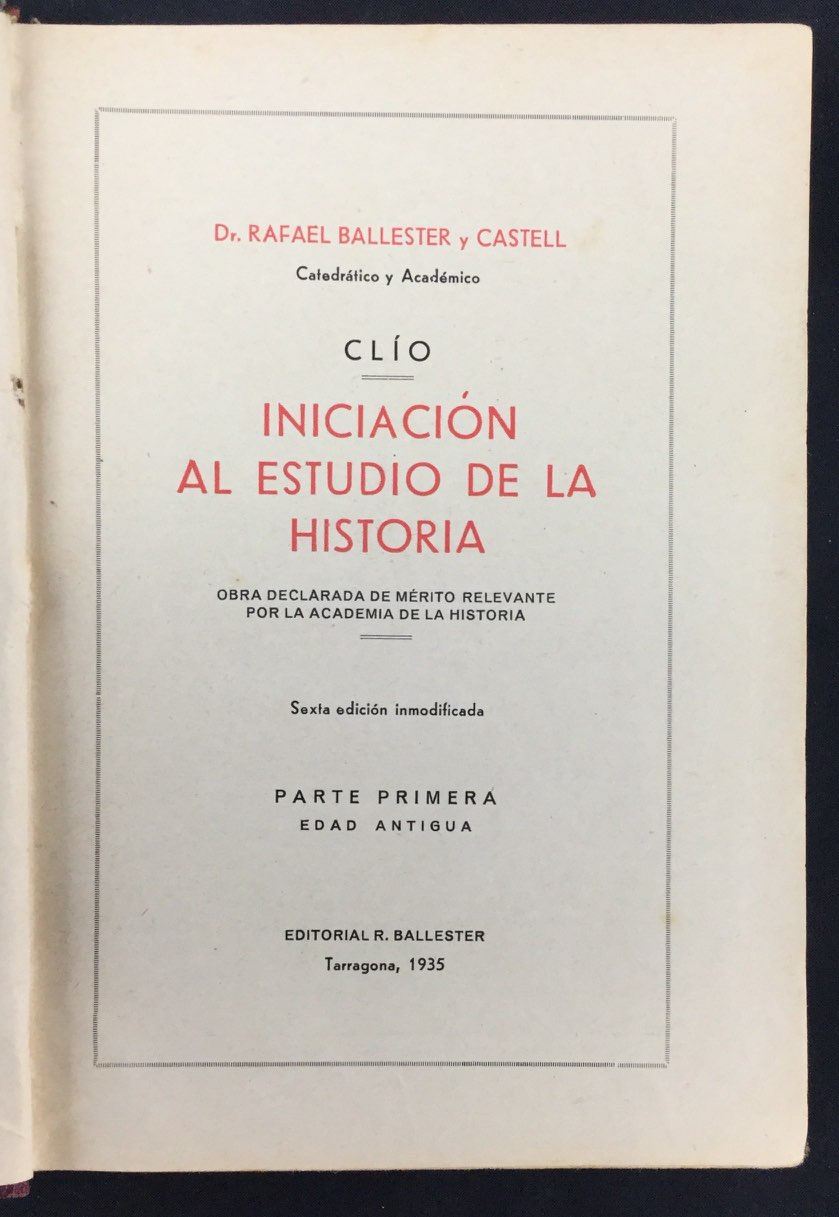 Dr. RAFAEL BALLESTER y CASTELL
Catedrático y Académico
CLÍO
INICIACIÓN
AL ESTUDIO DE LA
HISTORIA
OBRA DECLARADA DE MÉRITO RELEVANTE
POR LA ACADEMIA DE LA HISTORIA
Sexta edición inmodificada
PARTE PRIMERA
EDAD ANTIGUA
EDITORIAL R. BALLESTER
Tarragona, 1935